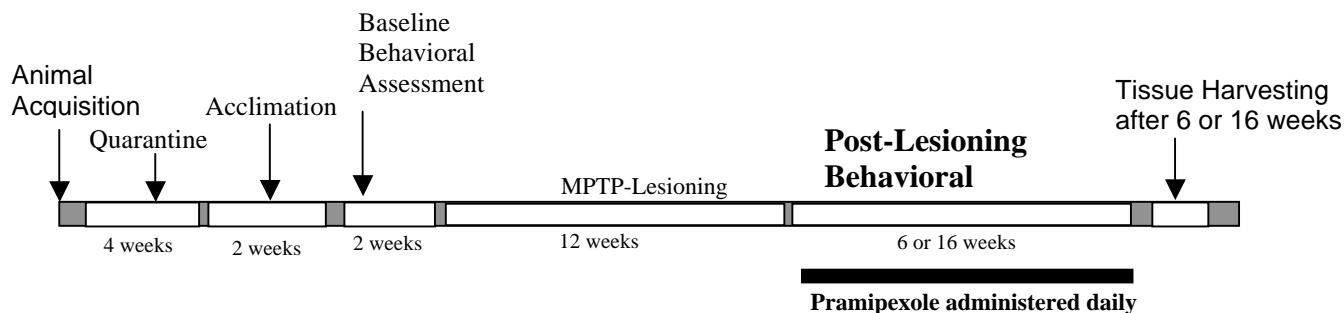 Animal
Acquisition
Quarantine
Acclimation
Baseline
Behavioral
Assessment
MPTP-Lesioning
Post-Lesioning
Behavioral
Tissue Harvesting
after 6 or 16 weeks
4 weeks
2 weeks
2 weeks
12 weeks
6 or 16 weeks
Pramipexole administered daily